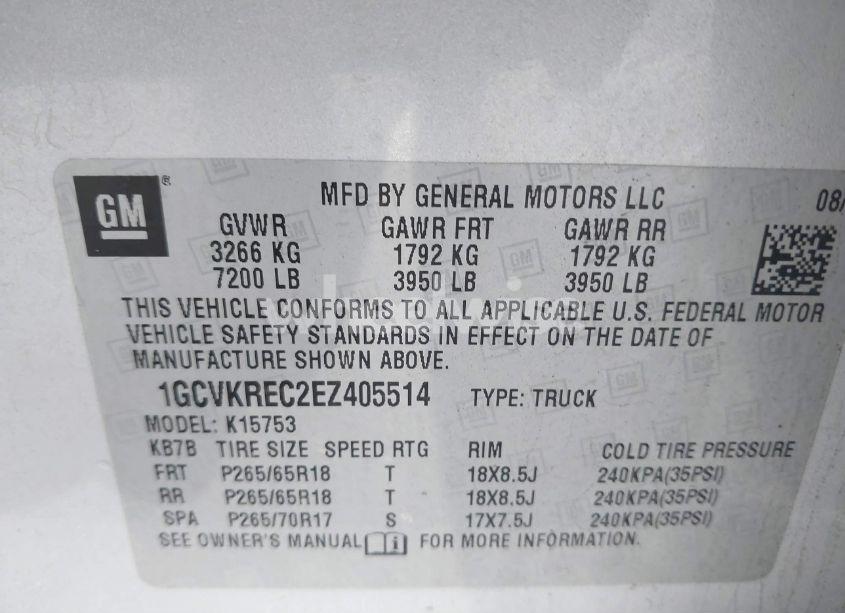 GM
MFD BY GENERAL MOTORS LLC 08/
GVWR GAWR FRT GAWR RR
3266 KG 1792 KG 1792 KG
7200 LB 3950 LB 3950 LB
THIS VEHICLE CONFORMS TO ALL APPLICABLE U.S. FEDERAL MOTOR
VEHICLE SAFETY STANDARDS IN EFFECT ON THE DATE OF
MANUFACTURE SHOWN ABOVE.
1GCVKREC2EZ405514 TYPE: TRUCK
MODEL: K15753
KB7B TIRE SIZE SPEED RTG RIM COLD TIRE PRESSURE
FRT P265/65R18 T 18X8.5J 240KPA(35PSI)
RR P265/65R18 T 18X8.5J 240KPA(35PSI)
SPA P265/70R17 S 17X7.5J 240KPA(35PSI)
SEE OWNER'S MANUAL FOR MORE INFORMATION.